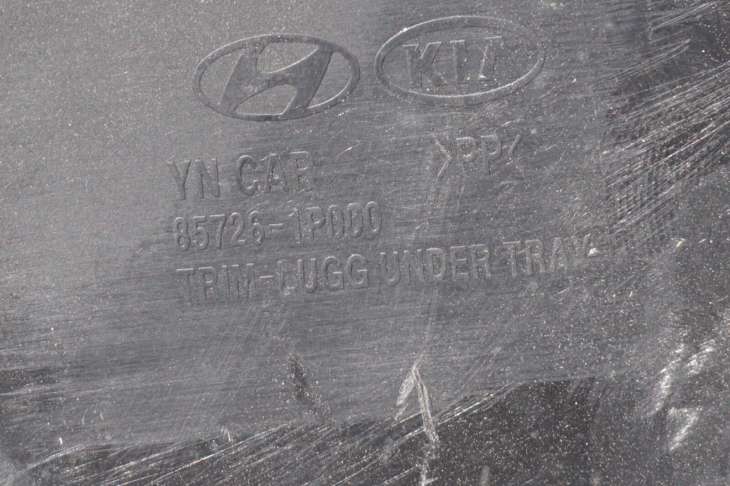 KIA
YN CAR
>PP<
85726-1P000
TRIM-LUGG UNDER TRAY